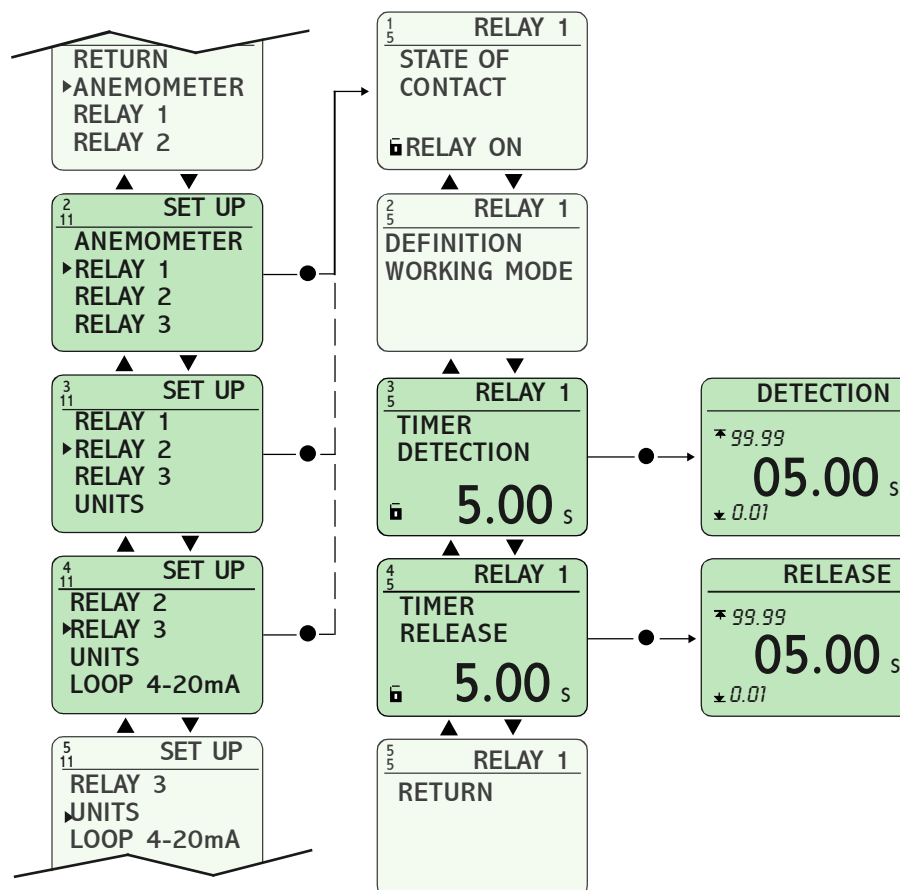 RETURN
ANEMOMETER
RELAY 1
RELAY 2
2
11
SET UP
ANEMOMETER
RELAY 1
RELAY 2
RELAY 3
3
11
SET UP
RELAY 1
RELAY 2
RELAY 3
UNITS
4
11
SET UP
RELAY 2
RELAY 3
UNITS
LOOP 4-20mA
5
11
SET UP
RELAY 3
UNITS
LOOP 4-20mA
1
5
RELAY 1
STATE OF
CONTACT
RELAY ON
2
5
RELAY 1
DEFINITION
WORKING MODE
3
5
RELAY 1
TIMER
DETECTION
5.00 s
4
5
RELAY 1
TIMER
RELEASE
5.00 s
5
5
RELAY 1
RETURN
DETECTION
99.99
05.00 s
0.01
RELEASE
99.99
05.00 s
0.01